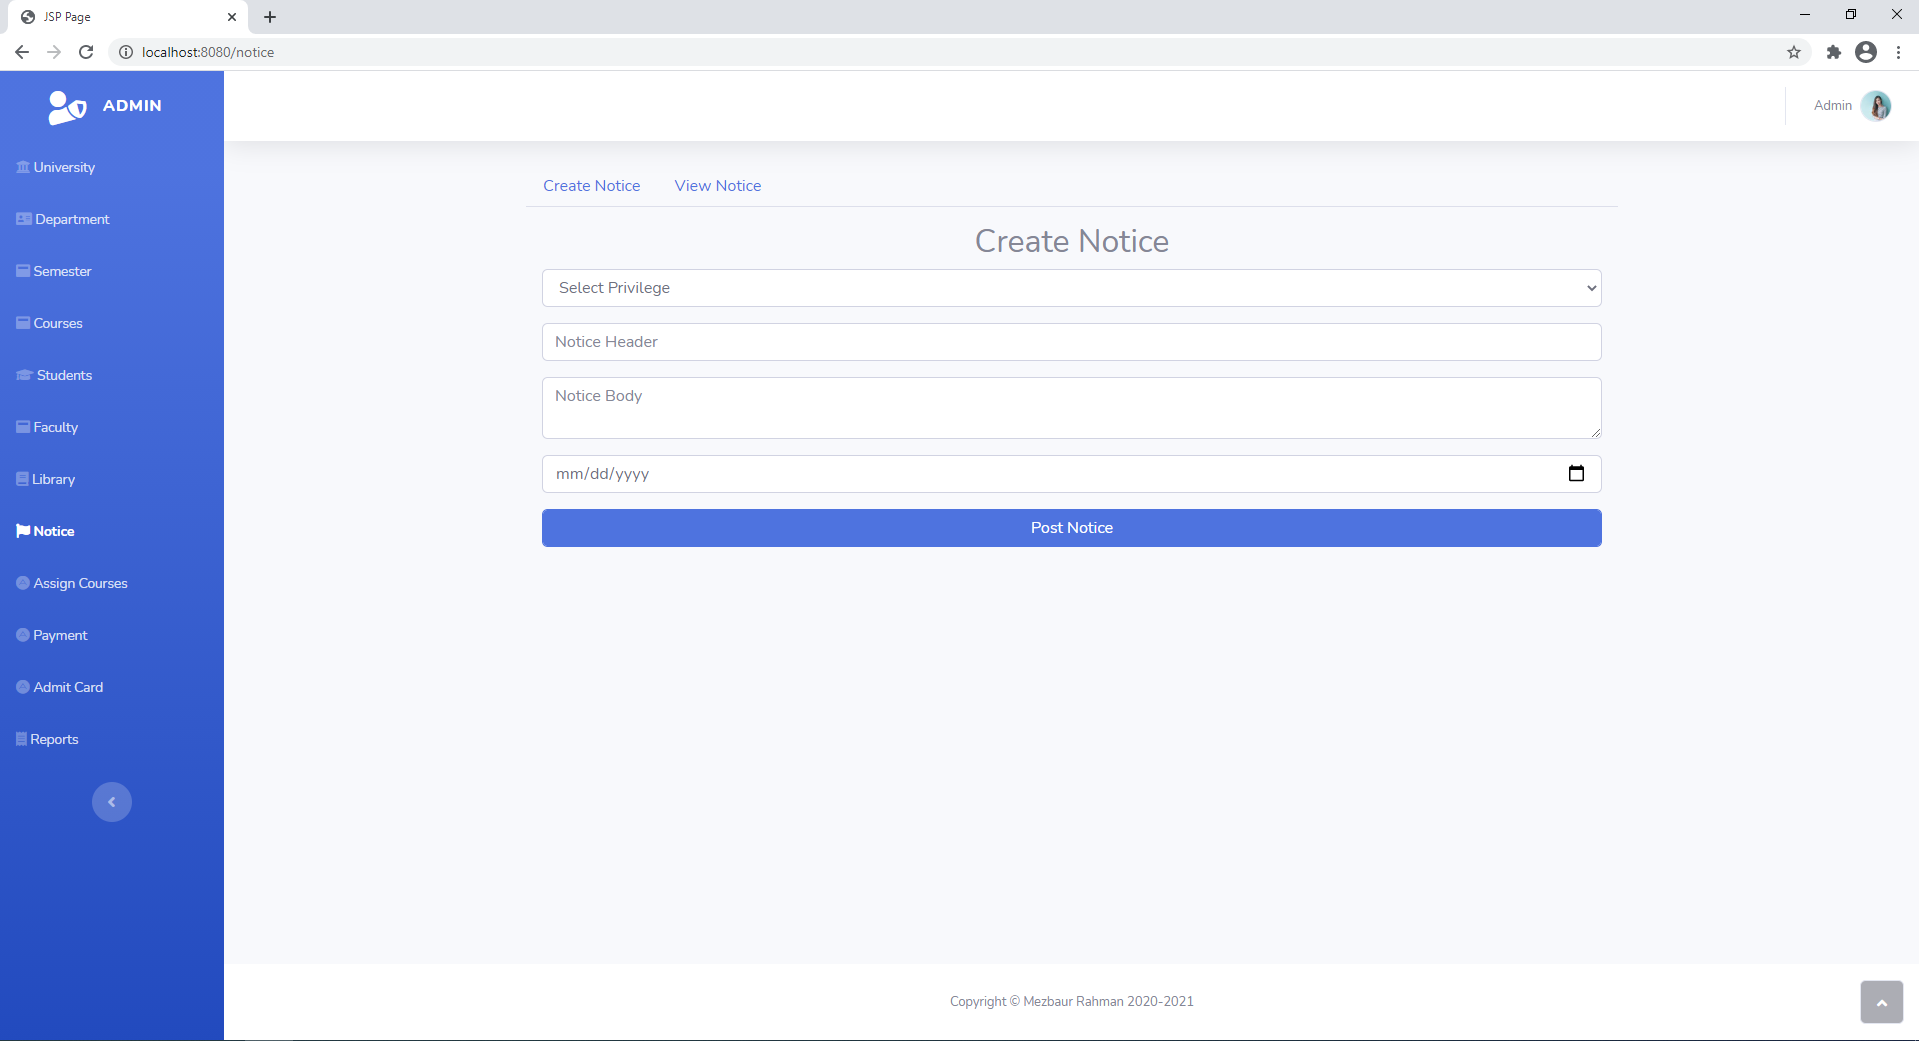 JSP Page
localhost:8080/notice
ADMIN
Admin
University
Department
Semester
Courses
Students
Faculty
Library
Notice
Assign Courses
Payment
Admit Card
Reports
Create Notice View Notice
Create Notice
Select Privilege
Notice Header
Notice Body
mm/dd/yyyy
Post Notice
Copyright © Mezbaur Rahman 2020-2021